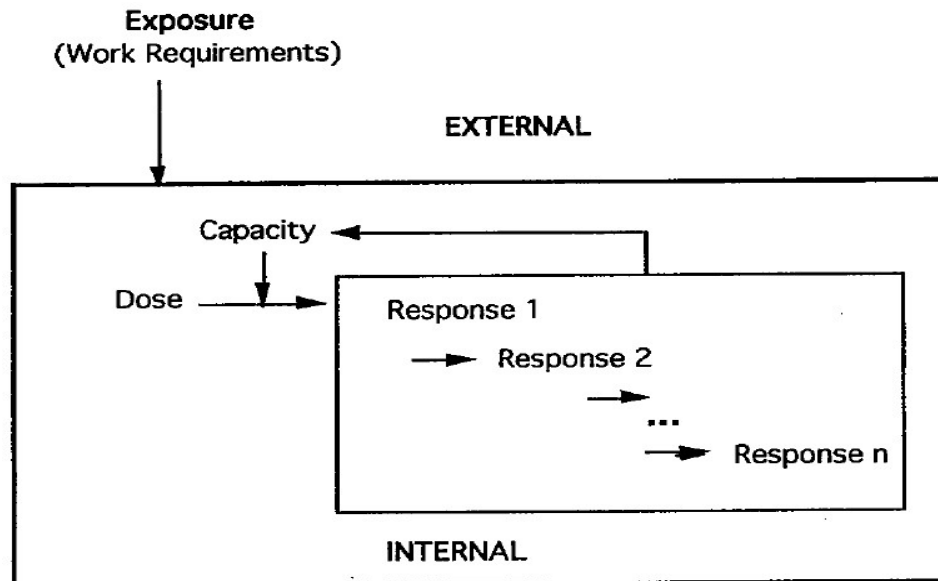 Exposure
(Work Requirements)
EXTERNAL
Capacity
Dose
Response 1
Response 2
...
Response n
INTERNAL